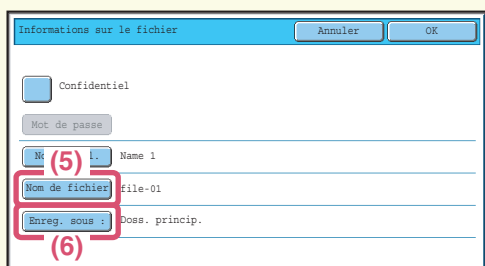 Informations sur le fichier Annuler OK
Confidentiel
Mot de passe
(5) Name 1
Nom de fichier file-01
Enreg. sous : Doss. princip.
(6)